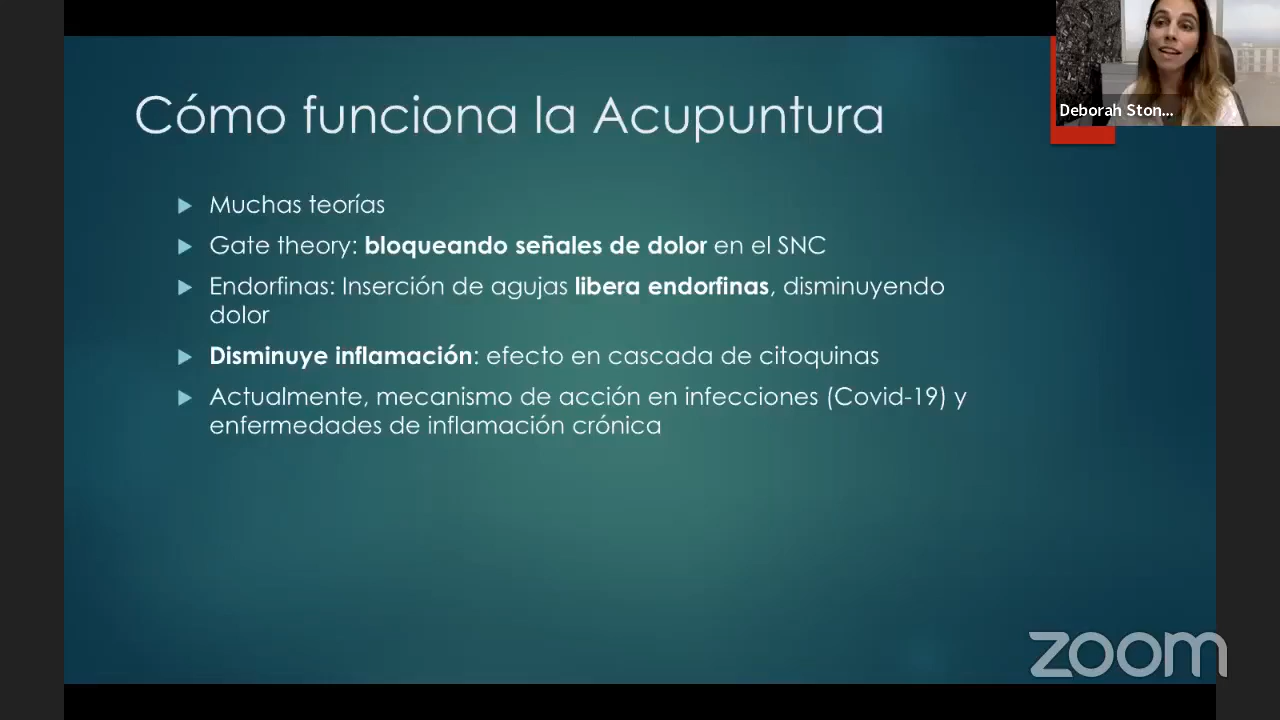 Cómo funciona la Acupuntura
Deborah Ston...
Muchas teorías
Gate theory: bloqueando señales de dolor en el SNC
Endorfinas: Inserción de agujas libera endorfinas, disminuyendo
dolor
Disminuye inflamación: efecto en cascada de citoquinas
Actualmente, mecanismo de acción en infecciones (Covid-19) y
enfermedades de inflamación crónica
zoom